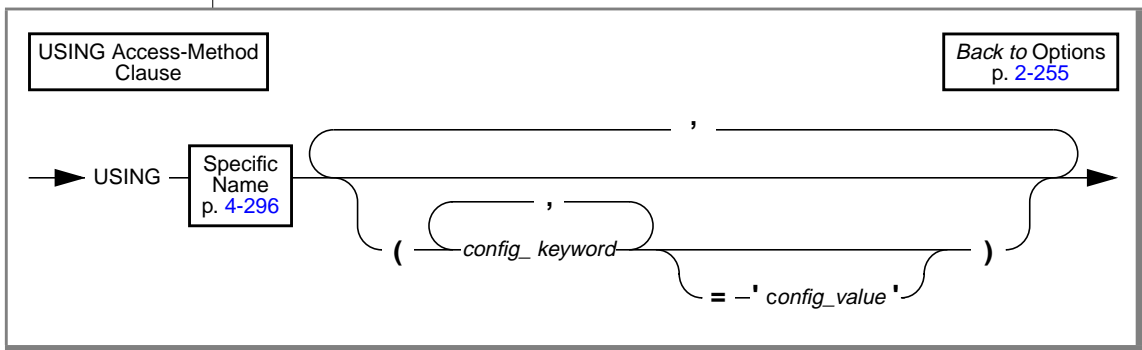 USING Access-Method
Clause
Back to Options
p. 2-255
,
USING
Specific
Name
p. 4-296
,
( config_ keyword )
= ' config_value '